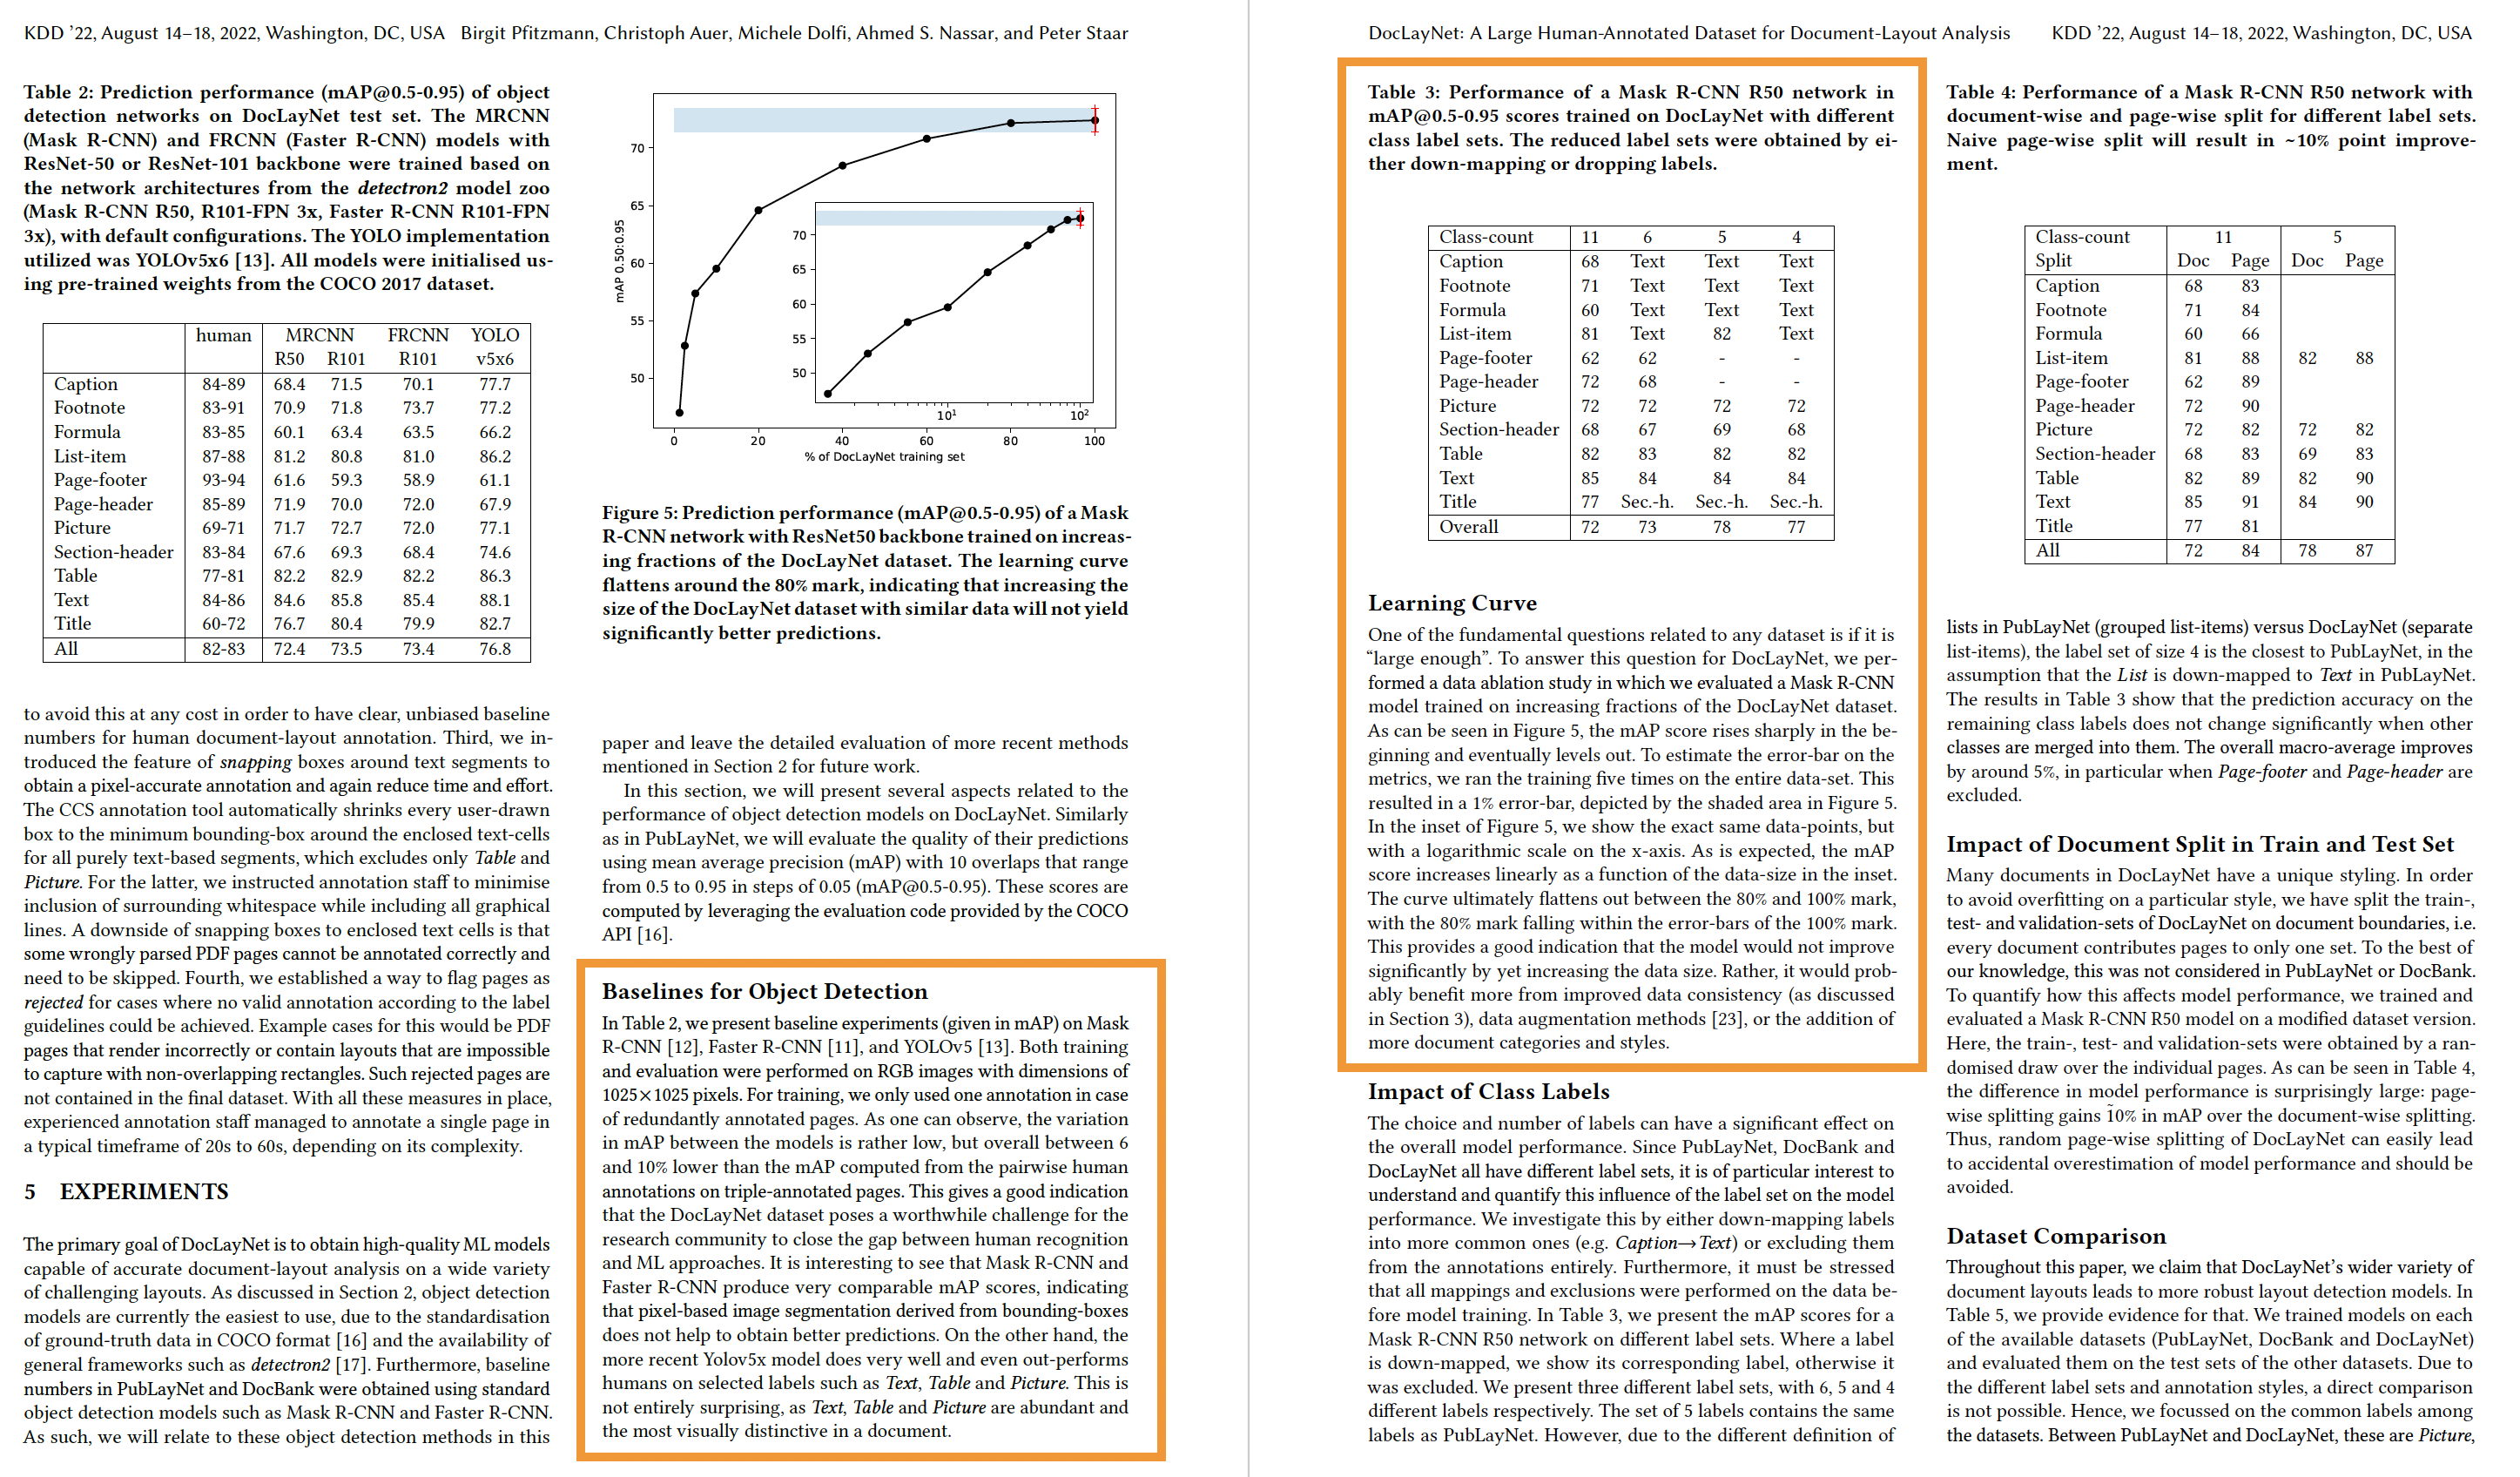 KDD ’22, August 14–18, 2022, Washington, DC, USA Birgit Pfitzmann, Christoph Auer, Michele Dolfi, Ahmed S. Nassar, and Peter Staar
Table 2: Prediction performance (mAP@0.5-0.95) of object
detection networks on DocLayNet test set. The MRCNN
(Mask R-CNN) and FRCNN (Faster R-CNN) models with
ResNet-50 or ResNet-101 backbone were trained based on
the network architectures from the detectron2 model zoo
(Mask R-CNN R50, R101-FPN 3x, Faster R-CNN R101-FPN
3x), with default configurations. The YOLO implementation
utilized was YOLOv5x6 [13]. All models were initialised us-
ing pre-trained weights from the COCO 2017 dataset.
human MRCNN FRCNN YOLO
R50 R101 R101 v5x6
Caption 84-89 68.4 71.5 70.1 77.7
Footnote 83-91 70.9 71.8 73.7 77.2
Formula 83-85 60.1 63.4 63.5 66.2
List-item 87-88 81.2 80.8 81.0 86.2
Page-footer 93-94 61.6 59.3 58.9 61.1
Page-header 85-89 71.9 70.0 72.0 67.9
Picture 69-71 71.7 72.7 72.0 77.1
Section-header 83-84 67.6 69.3 68.4 74.6
Table 77-81 82.2 82.9 82.2 86.3
Text 84-86 84.6 85.8 85.4 88.1
Title 60-72 76.7 80.4 79.9 82.7
All 82-83 72.4 73.5 73.4 76.8
to avoid this at any cost in order to have clear, unbiased baseline
numbers for human document-layout annotation. Third, we in-
troduced the feature of snapping boxes around text segments to
obtain a pixel-accurate annotation and again reduce time and effort.
The CCS annotation tool automatically shrinks every user-drawn
box to the minimum bounding-box around the enclosed text-cells
for all purely text-based segments, which excludes only Table and
Picture. For the latter, we instructed annotation staff to minimise
inclusion of surrounding whitespace while including all graphical
lines. A downside of snapping boxes to enclosed text cells is that
some wrongly parsed PDF pages cannot be annotated correctly and
need to be skipped. Fourth, we established a way to flag pages as
rejected for cases where no valid annotation according to the label
guidelines could be achieved. Example cases for this would be PDF
pages that render incorrectly or contain layouts that are impossible
to capture with non-overlapping rectangles. Such rejected pages are
not contained in the final dataset. With all these measures in place,
experienced annotation staff managed to annotate a single page in
a typical timeframe of 20s to 60s, depending on its complexity.
5 EXPERIMENTS
The primary goal of DocLayNet is to obtain high-quality ML models
capable of accurate document-layout analysis on a wide variety
of challenging layouts. As discussed in Section 2, object detection
models are currently the easiest to use, due to the standardisation
of ground-truth data in COCO format [16] and the availability of
general frameworks such as detectron2 [17]. Furthermore, baseline
numbers in PubLayNet and DocBank were obtained using standard
object detection models such as Mask R-CNN and Faster R-CNN.
As such, we will relate to these object detection methods in this
70
65
60
55
50
mAP 0.50:0.95
70
65
60
55
50
10¹ 10²
0 20 40 60 80 100
% of DocLayNet training set
Figure 5: Prediction performance (mAP@0.5-0.95) of a Mask
R-CNN network with ResNet50 backbone trained on increas-
ing fractions of the DocLayNet dataset. The learning curve
flattens around the 80% mark, indicating that increasing the
size of the DocLayNet dataset with similar data will not yield
significantly better predictions.
paper and leave the detailed evaluation of more recent methods
mentioned in Section 2 for future work.
In this section, we will present several aspects related to the
performance of object detection models on DocLayNet. Similarly
as in PubLayNet, we will evaluate the quality of their predictions
using mean average precision (mAP) with 10 overlaps that range
from 0.5 to 0.95 in steps of 0.05 (mAP@0.5-0.95). These scores are
computed by leveraging the evaluation code provided by the COCO
API [16].
Baselines for Object Detection
In Table 2, we present baseline experiments (given in mAP) on Mask
R-CNN [12], Faster R-CNN [11], and YOLOv5 [13]. Both training
and evaluation were performed on RGB images with dimensions of
1025×1025 pixels. For training, we only used one annotation in case
of redundantly annotated pages. As one can observe, the variation
in mAP between the models is rather low, but overall between 6
and 10% lower than the mAP computed from the pairwise human
annotations on triple-annotated pages. This gives a good indication
that the DocLayNet dataset poses a worthwhile challenge for the
research community to close the gap between human recognition
and ML approaches. It is interesting to see that Mask R-CNN and
Faster R-CNN produce very comparable mAP scores, indicating
that pixel-based image segmentation derived from bounding-boxes
does not help to obtain better predictions. On the other hand, the
more recent Yolov5x model does very well and even out-performs
humans on selected labels such as Text, Table and Picture. This is
not entirely surprising, as Text, Table and Picture are abundant and
the most visually distinctive in a document.
DocLayNet: A Large Human-Annotated Dataset for Document-Layout Analysis KDD ’22, August 14–18, 2022, Washington, DC, USA
Table 3: Performance of a Mask R-CNN R50 network in
mAP@0.5-0.95 scores trained on DocLayNet with different
class label sets. The reduced label sets were obtained by ei-
ther down-mapping or dropping labels.
Class-count 11 6 5 4
Caption 68 Text Text Text
Footnote 71 Text Text Text
Formula 60 Text Text Text
List-item 81 Text 82 Text
Page-footer 62 62 - -
Page-header 72 68 - -
Picture 72 72 72 72
Section-header 68 67 69 68
Table 82 83 82 82
Text 85 84 84 84
Title 77 Sec.-h. Sec.-h. Sec.-h.
Overall 72 73 78 77
Learning Curve
One of the fundamental questions related to any dataset is if it is
“large enough”. To answer this question for DocLayNet, we per-
formed a data ablation study in which we evaluated a Mask R-CNN
model trained on increasing fractions of the DocLayNet dataset.
As can be seen in Figure 5, the mAP score rises sharply in the be-
ginning and eventually levels out. To estimate the error-bar on the
metrics, we ran the training five times on the entire data-set. This
resulted in a 1% error-bar, depicted by the shaded area in Figure 5.
In the inset of Figure 5, we show the exact same data-points, but
with a logarithmic scale on the x-axis. As is expected, the mAP
score increases linearly as a function of the data-size in the inset.
The curve ultimately flattens out between the 80% and 100% mark,
with the 80% mark falling within the error-bars of the 100% mark.
This provides a good indication that the model would not improve
significantly by yet increasing the data size. Rather, it would prob-
ably benefit more from improved data consistency (as discussed
in Section 3), data augmentation methods [23], or the addition of
more document categories and styles.
Impact of Class Labels
The choice and number of labels can have a significant effect on
the overall model performance. Since PubLayNet, DocBank and
DocLayNet all have different label sets, it is of particular interest to
understand and quantify this influence of the label set on the model
performance. We investigate this by either down-mapping labels
into more common ones (e.g. Caption→Text) or excluding them
from the annotations entirely. Furthermore, it must be stressed
that all mappings and exclusions were performed on the data be-
fore model training. In Table 3, we present the mAP scores for a
Mask R-CNN R50 network on different label sets. Where a label
is down-mapped, we show its corresponding label, otherwise it
was excluded. We present three different label sets, with 6, 5 and 4
different labels respectively. The set of 5 labels contains the same
labels as PubLayNet. However, due to the different definition of
Table 4: Performance of a Mask R-CNN R50 network with
document-wise and page-wise split for different label sets.
Naive page-wise split will result in ~10% point improve-
ment.
Class-count 11 5
Split Doc Page Doc Page
Caption 68 83
Footnote 71 84
Formula 60 66
List-item 81 88 82 88
Page-footer 62 89
Page-header 72 90
Picture 72 82 72 82
Section-header 68 83 69 83
Table 82 89 82 90
Text 85 91 84 90
Title 77 81
All 72 84 78 87
lists in PubLayNet (grouped list-items) versus DocLayNet (separate
list-items), the label set of size 4 is the closest to PubLayNet, in the
assumption that the List is down-mapped to Text in PubLayNet.
The results in Table 3 show that the prediction accuracy on the
remaining class labels does not change significantly when other
classes are merged into them. The overall macro-average improves
by around 5%, in particular when Page-footer and Page-header are
excluded.
Impact of Document Split in Train and Test Set
Many documents in DocLayNet have a unique styling. In order
to avoid overfitting on a particular style, we have split the train-,
test- and validation-sets of DocLayNet on document boundaries, i.e.
every document contributes pages to only one set. To the best of
our knowledge, this was not considered in PubLayNet or DocBank.
To quantify how this affects model performance, we trained and
evaluated a Mask R-CNN R50 model on a modified dataset version.
Here, the train-, test- and validation-sets were obtained by a ran-
domised draw over the individual pages. As can be seen in Table 4,
the difference in model performance is surprisingly large: page-
wise splitting gains 1̃0% in mAP over the document-wise splitting.
Thus, random page-wise splitting of DocLayNet can easily lead
to accidental overestimation of model performance and should be
avoided.
Dataset Comparison
Throughout this paper, we claim that DocLayNet’s wider variety of
document layouts leads to more robust layout detection models. In
Table 5, we provide evidence for that. We trained models on each
of the available datasets (PubLayNet, DocBank and DocLayNet)
and evaluated them on the test sets of the other datasets. Due to
the different label sets and annotation styles, a direct comparison
is not possible. Hence, we focussed on the common labels among
the datasets. Between PubLayNet and DocLayNet, these are Picture,